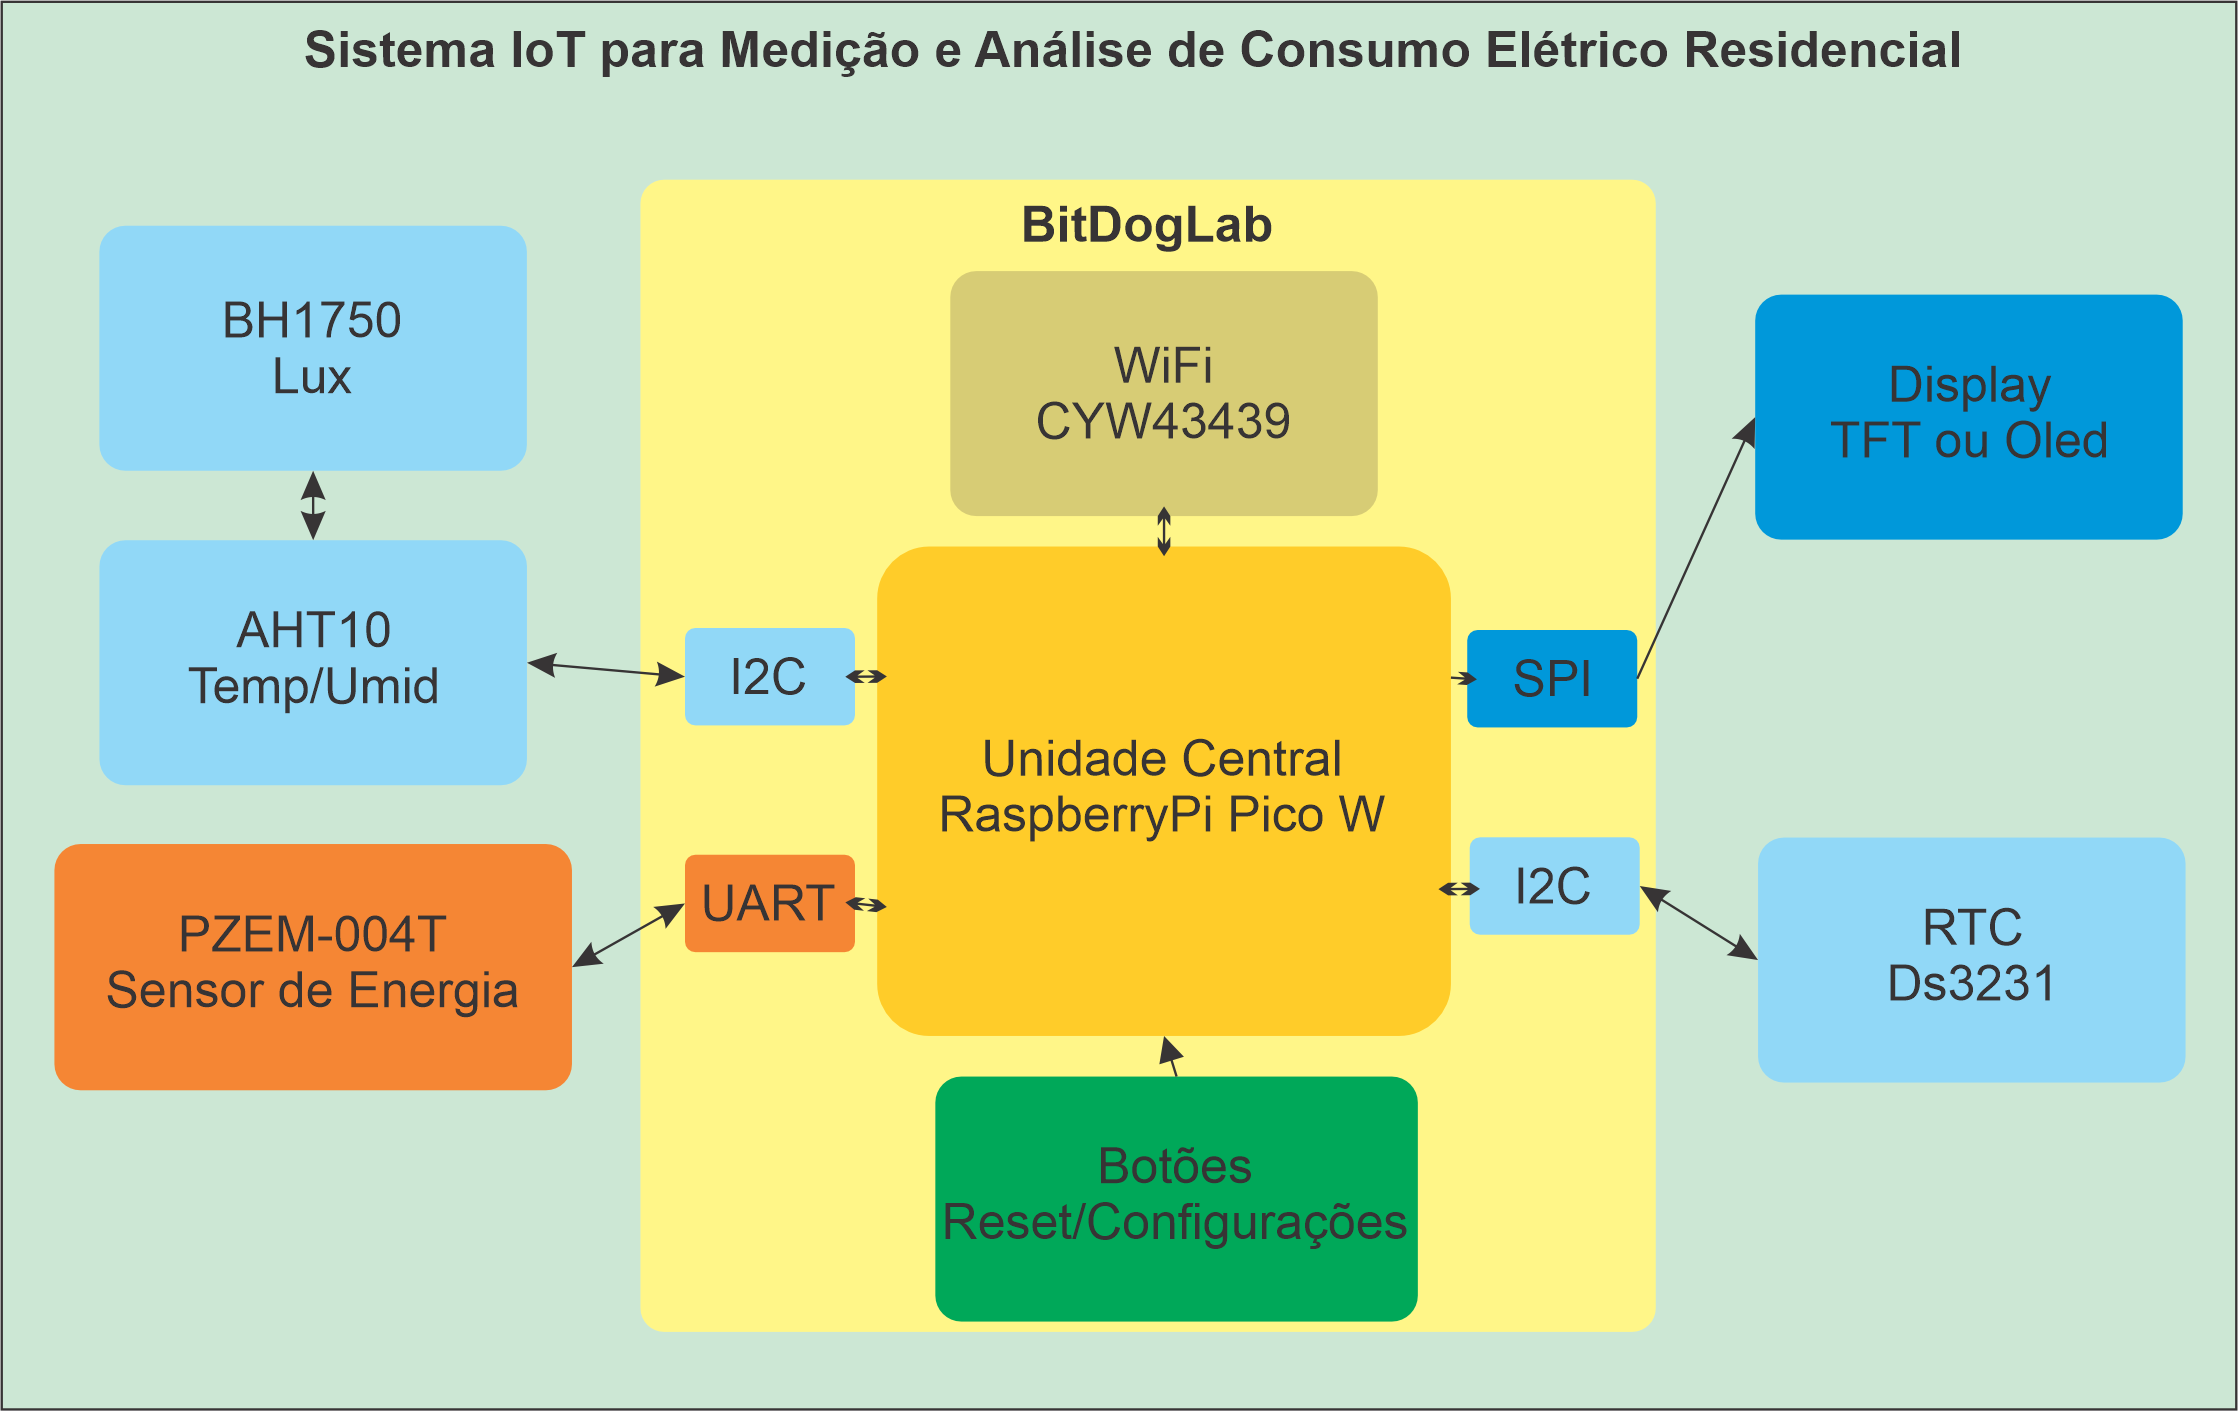 Sistema IoT para Medição e Análise de Consumo Elétrico Residencial
BitDogLab
BH1750
Lux
WiFi
CYW43439
Display
TFT ou Oled
AHT10
Temp/Umid
I2C
SPI
Unidade Central
RaspberryPi Pico W
UART
I2C
PZEM-004T
Sensor de Energia
RTC
Ds3231
Botões
Reset/Configurações